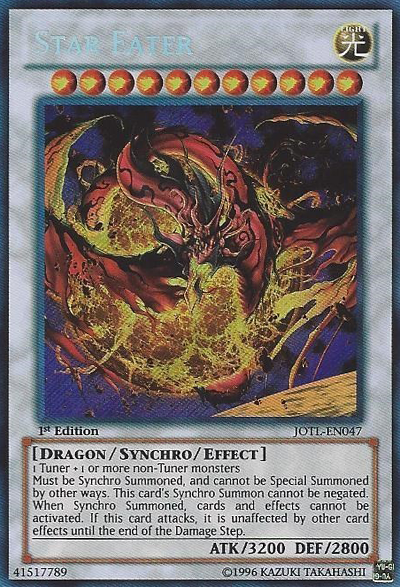 STAR EATER
LIGHT
光
1st Edition
JOTL-EN047
[DRAGON/SYNCHRO/EFFECT]
1 Tuner + 1 or more non-Tuner monsters
Must be Synchro Summoned, and cannot be Special Summoned
by other ways. This card's Synchro Summon cannot be negated.
When Synchro Summoned, cards and effects cannot be
activated. If this card attacks, it is unaffected by other card
effects until the end of the Damage Step.
ATK/3200 DEF/2800
41517789
©1996 KAZUKI TAKAHASHI